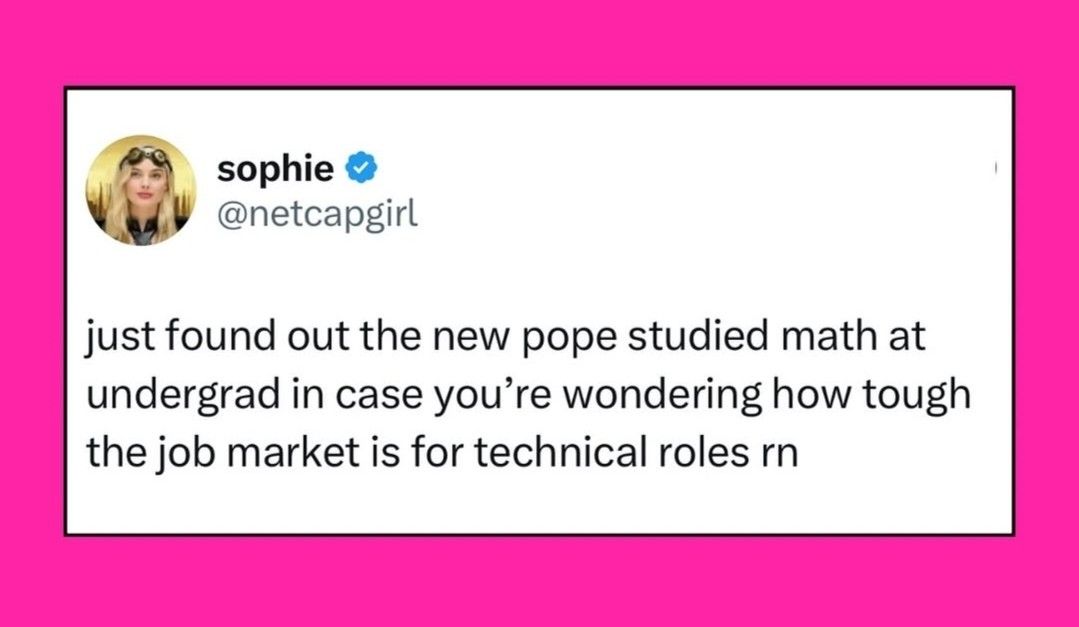 sophie
@netcapgirl
just found out the new pope studied math at
undergrad in case you’re wondering how tough
the job market is for technical roles rn